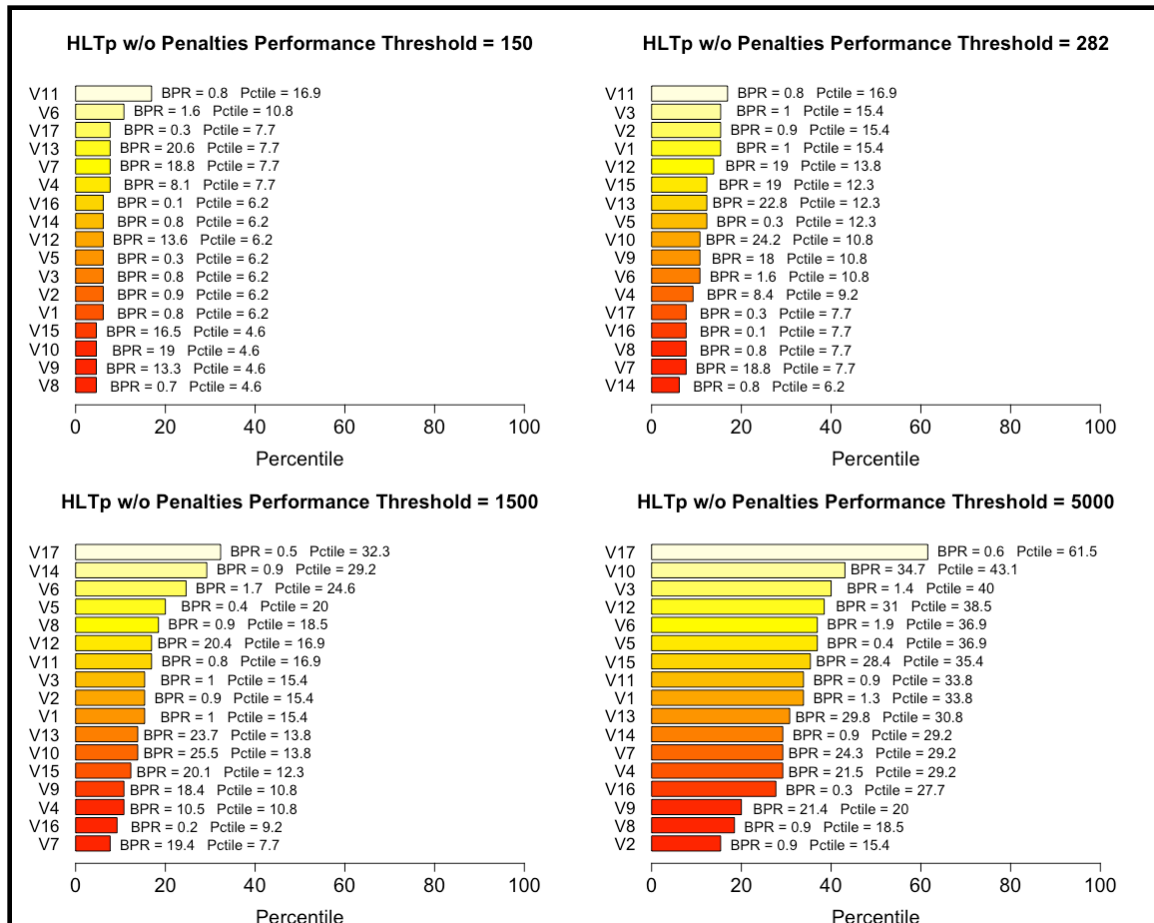 HLTp w/o Penalties Performance Threshold = 150
V11 BPR = 0.8 Pctile = 16.9
V6 BPR = 1.6 Pctile = 10.8
V17 BPR = 0.3 Pctile = 7.7
V13 BPR = 20.6 Pctile = 7.7
V7 BPR = 18.8 Pctile = 7.7
V4 BPR = 8.1 Pctile = 7.7
V16 BPR = 0.1 Pctile = 6.2
V14 BPR = 0.8 Pctile = 6.2
V12 BPR = 13.6 Pctile = 6.2
V5 BPR = 0.3 Pctile = 6.2
V3 BPR = 0.8 Pctile = 6.2
V2 BPR = 0.9 Pctile = 6.2
V1 BPR = 0.8 Pctile = 6.2
V15 BPR = 16.5 Pctile = 4.6
V10 BPR = 19 Pctile = 4.6
V9 BPR = 13.3 Pctile = 4.6
V8 BPR = 0.7 Pctile = 4.6
0 20 40 60 80 100
Percentile
HLTp w/o Penalties Performance Threshold = 282
V11 BPR = 0.8 Pctile = 16.9
V3 BPR = 1 Pctile = 15.4
V2 BPR = 0.9 Pctile = 15.4
V1 BPR = 1 Pctile = 15.4
V12 BPR = 19 Pctile = 13.8
V15 BPR = 19 Pctile = 12.3
V13 BPR = 22.8 Pctile = 12.3
V5 BPR = 0.3 Pctile = 12.3
V10 BPR = 24.2 Pctile = 10.8
V9 BPR = 18 Pctile = 10.8
V6 BPR = 1.6 Pctile = 10.8
V4 BPR = 8.4 Pctile = 9.2
V17 BPR = 0.3 Pctile = 7.7
V16 BPR = 0.1 Pctile = 7.7
V8 BPR = 0.8 Pctile = 7.7
V7 BPR = 18.8 Pctile = 7.7
V14 BPR = 0.8 Pctile = 6.2
0 20 40 60 80 100
Percentile
HLTp w/o Penalties Performance Threshold = 1500
V17 BPR = 0.5 Pctile = 32.3
V14 BPR = 0.9 Pctile = 29.2
V6 BPR = 1.7 Pctile = 24.6
V5 BPR = 0.4 Pctile = 20
V8 BPR = 0.9 Pctile = 18.5
V12 BPR = 20.4 Pctile = 16.9
V11 BPR = 0.8 Pctile = 16.9
V3 BPR = 1 Pctile = 15.4
V2 BPR = 0.9 Pctile = 15.4
V1 BPR = 1 Pctile = 15.4
V13 BPR = 23.7 Pctile = 13.8
V10 BPR = 25.5 Pctile = 13.8
V15 BPR = 20.1 Pctile = 12.3
V9 BPR = 18.4 Pctile = 10.8
V4 BPR = 10.5 Pctile = 10.8
V16 BPR = 0.2 Pctile = 9.2
V7 BPR = 19.4 Pctile = 7.7
0 20 40 60 80 100
Percentile
HLTp w/o Penalties Performance Threshold = 5000
V17 BPR = 0.6 Pctile = 61.5
V10 BPR = 34.7 Pctile = 43.1
V3 BPR = 1.4 Pctile = 40
V12 BPR = 31 Pctile = 38.5
V6 BPR = 1.9 Pctile = 36.9
V5 BPR = 0.4 Pctile = 36.9
V15 BPR = 28.4 Pctile = 35.4
V11 BPR = 0.9 Pctile = 33.8
V1 BPR = 1.3 Pctile = 33.8
V13 BPR = 29.8 Pctile = 30.8
V14 BPR = 0.9 Pctile = 29.2
V7 BPR = 24.3 Pctile = 29.2
V4 BPR = 21.5 Pctile = 29.2
V16 BPR = 0.3 Pctile = 27.7
V9 BPR = 21.4 Pctile = 20
V8 BPR = 0.9 Pctile = 18.5
V2 BPR = 0.9 Pctile = 15.4
0 20 40 60 80 100
Percentile